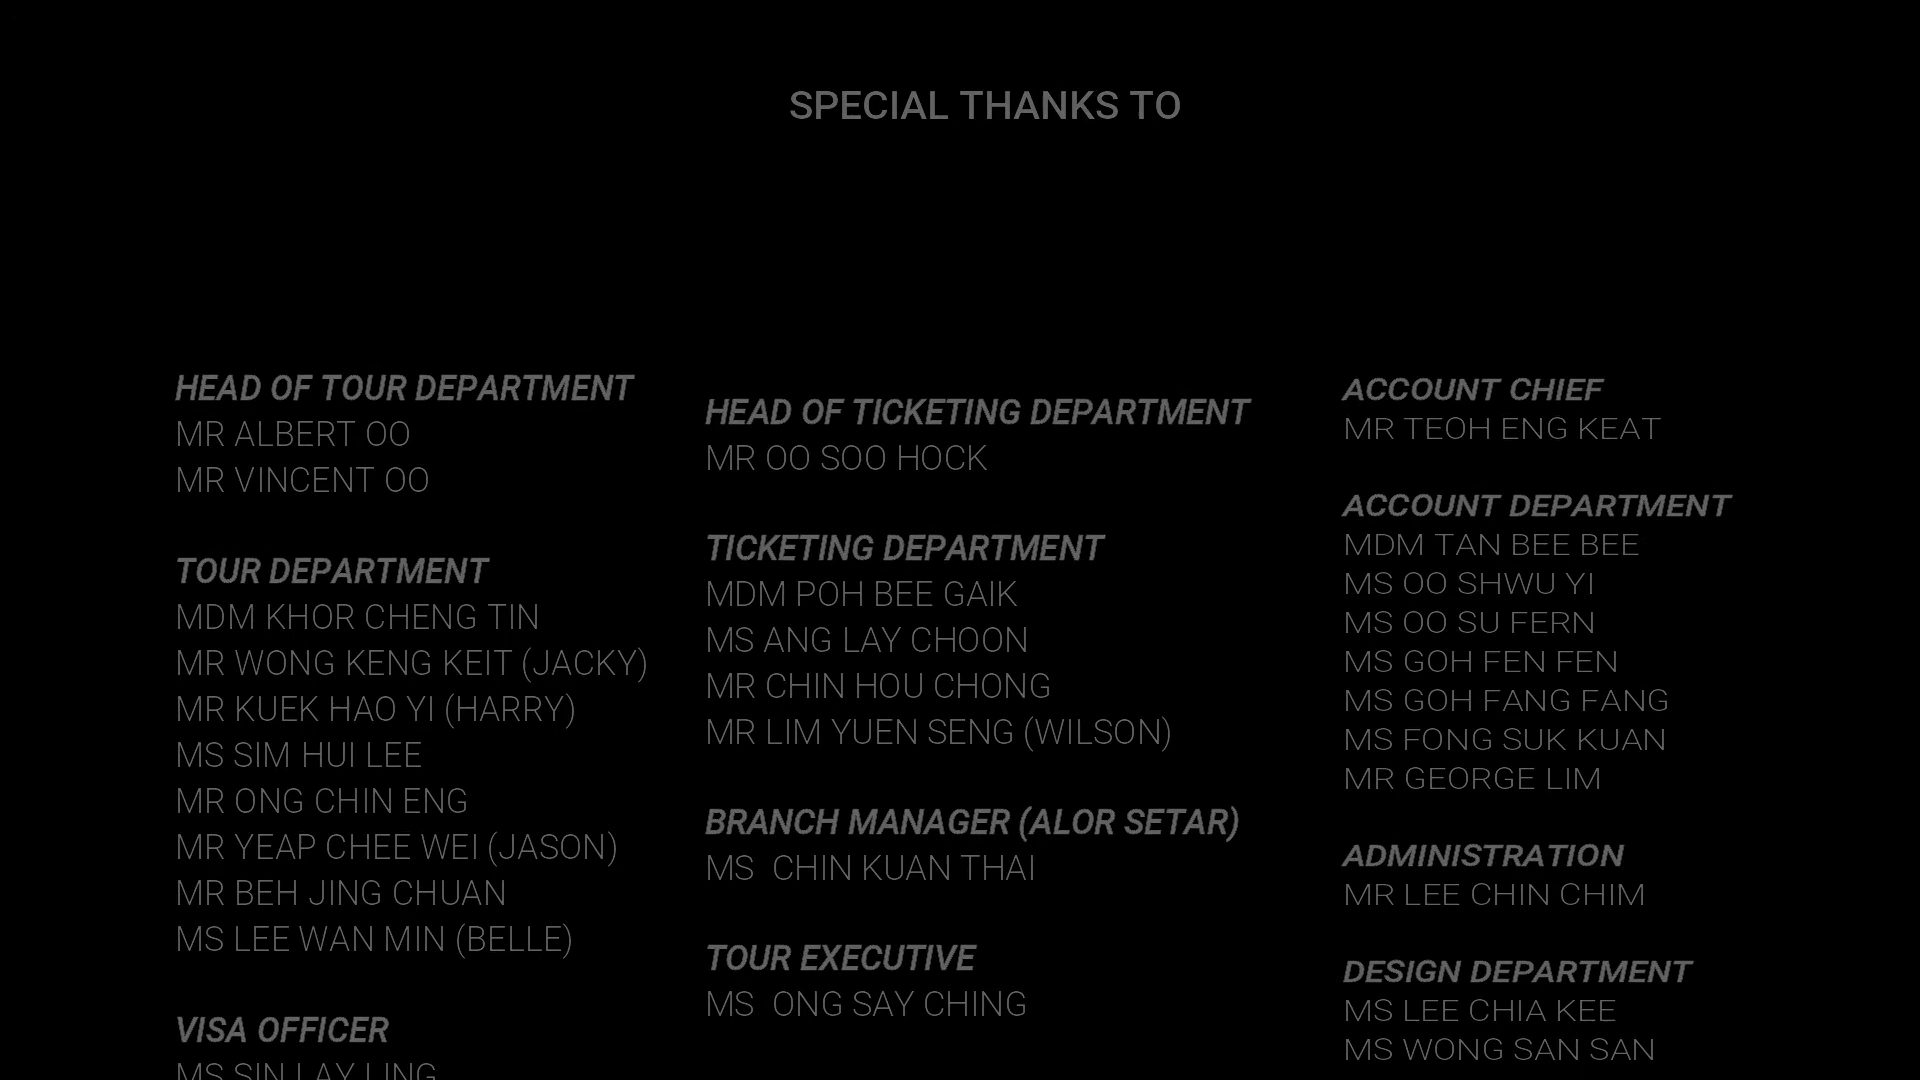 SPECIAL THANKS TO
HEAD OF TOUR DEPARTMENT
MR ALBERT OO
MR VINCENT OO
TOUR DEPARTMENT
MDM KHOR CHENG TIN
MR WONG KENG KEIT (JACKY)
MR KUEK HAO YI (HARRY)
MS SIM HUI LEE
MR ONG CHIN ENG
MR YEAP CHEE WEI (JASON)
MR BEH JING CHUAN
MS LEE WAN MIN (BELLE)
VISA OFFICER
MS SIN LAY LING
HEAD OF TICKETING DEPARTMENT
MR OO SOO HOCK
TICKETING DEPARTMENT
MDM POH BEE GAIK
MS ANG LAY CHOON
MR CHIN HOU CHONG
MR LIM YUEN SENG (WILSON)
BRANCH MANAGER (ALOR SETAR)
MS  CHIN KUAN THAI
TOUR EXECUTIVE
MS  ONG SAY CHING
ACCOUNT CHIEF
MR TEOH ENG KEAT
ACCOUNT DEPARTMENT
MDM TAN BEE BEE
MS OO SHWU YI
MS OO SU FERN
MS GOH FEN FEN
MS GOH FANG FANG
MS FONG SUK KUAN
MR GEORGE LIM
ADMINISTRATION
MR LEE CHIN CHIM
DESIGN DEPARTMENT
MS LEE CHIA KEE
MS WONG SAN SAN